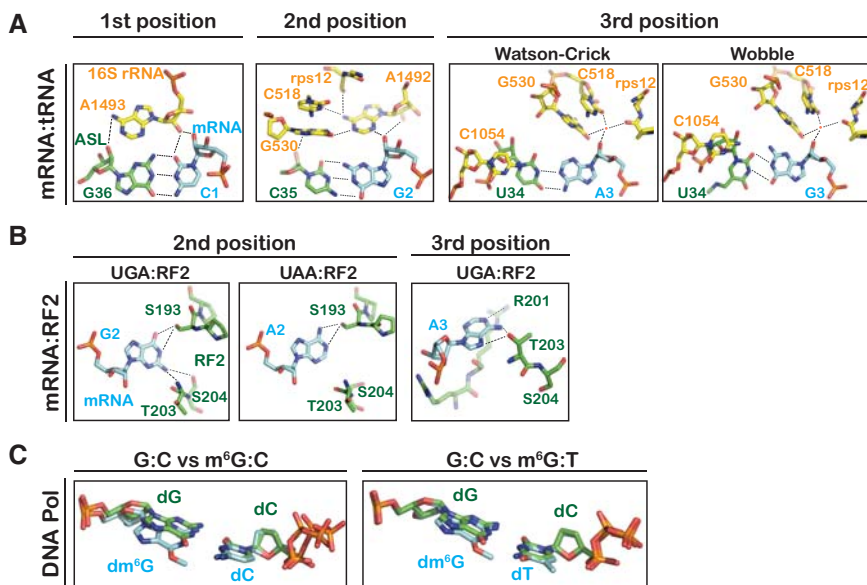 A
1st position
2nd position
3rd position
Watson-Crick
Wobble
mRNA:tRNA
16S rRNA
A1493
ASL
mRNA
G36
C1
rps12
A1492
C518
G530
C35
G2
C518
G530
rps12
C1054
U34
A3
C518
G530
rps12
C1054
U34
G3
B
2nd position
3rd position
UGA:RF2
UAA:RF2
UGA:RF2
mRNA:RF2
S193
G2
RF2
mRNA
S204
T203
S193
A2
S204
T203
R201
A3
T203
S204
C
G:C vs m⁶G:C
G:C vs m⁶G:T
DNA Pol
dG
dC
dm⁶G
dC
dG
dC
dm⁶G
dT